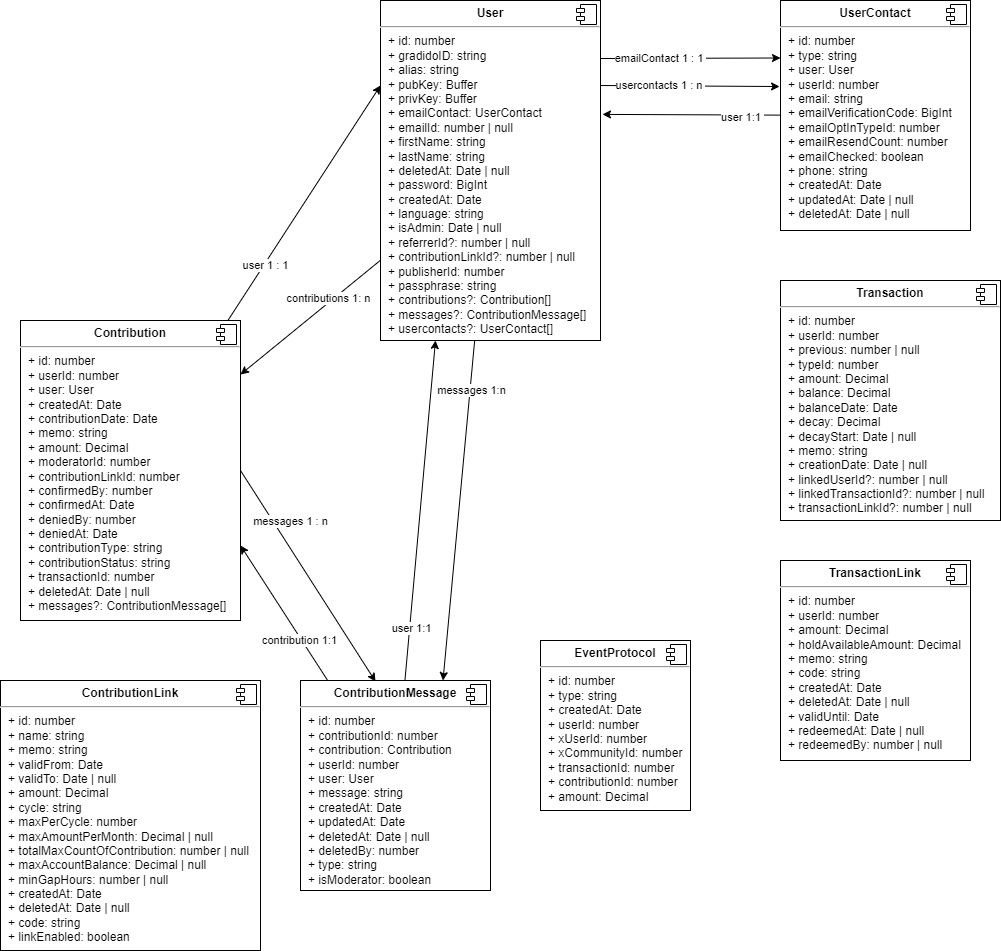 User
+ id: number
+ gradidoID: string
+ alias: string
+ pubKey: Buffer
+ privKey: Buffer
+ emailContact: UserContact
+ emailId: number | null
+ firstName: string
+ lastName: string
+ deletedAt: Date | null
+ password: BigInt
+ createdAt: Date
+ language: string
+ isAdmin: Date | null
+ referrerId?: number | null
+ contributionLinkId?: number | null
+ publisherId: number
+ passphrase: string
+ contributions?: Contribution[]
+ messages?: ContributionMessage[]
+ usercontacts?: UserContact[]
emailContact 1 : 1
usercontacts 1 : n
user 1:1
UserContact
+ id: number
+ type: string
+ user: User
+ userId: number
+ email: string
+ emailVerificationCode: BigInt
+ emailOptInTypeId: number
+ emailResendCount: number
+ emailChecked: boolean
+ phone: string
+ createdAt: Date
+ updatedAt: Date | null
+ deletedAt: Date | null
user 1 : 1
contributions 1: n
Contribution
+ id: number
+ userId: number
+ user: User
+ createdAt: Date
+ contributionDate: Date
+ memo: string
+ amount: Decimal
+ moderatorId: number
+ contributionLinkId: number
+ confirmedBy: number
+ confirmedAt: Date
+ deniedBy: number
+ deniedAt: Date
+ contributionType: string
+ contributionStatus: string
+ transactionId: number
+ deletedAt: Date | null
+ messages?: ContributionMessage[]
messages 1:n
messages 1 : n
user 1:1
contribution 1:1
Transaction
+ id: number
+ userId: number
+ previous: number | null
+ typeId: number
+ amount: Decimal
+ balance: Decimal
+ balanceDate: Date
+ decay: Decimal
+ decayStart: Date | null
+ memo: string
+ creationDate: Date | null
+ linkedUserId?: number | null
+ linkedTransactionId?: number | null
+ transactionLinkId?: number | null
TransactionLink
+ id: number
+ userId: number
+ amount: Decimal
+ holdAvailableAmount: Decimal
+ memo: string
+ code: string
+ createdAt: Date
+ deletedAt: Date | null
+ validUntil: Date
+ redeemedAt: Date | null
+ redeemedBy: number | null
EventProtocol
+ id: number
+ type: string
+ createdAt: Date
+ userId: number
+ xUserId: number
+ xCommunityId: number
+ transactionId: number
+ contributionId: number
+ amount: Decimal
ContributionLink
+ id: number
+ name: string
+ memo: string
+ validFrom: Date
+ validTo: Date | null
+ amount: Decimal
+ cycle: string
+ maxPerCycle: number
+ maxAmountPerMonth: Decimal | null
+ totalMaxCountOfContribution: number | null
+ maxAccountBalance: Decimal | null
+ minGapHours: number | null
+ createdAt: Date
+ deletedAt: Date | null
+ code: string
+ linkEnabled: boolean
ContributionMessage
+ id: number
+ contributionId: number
+ contribution: Contribution
+ userId: number
+ user: User
+ message: string
+ createdAt: Date
+ updatedAt: Date
+ deletedAt: Date | null
+ deletedBy: number
+ type: string
+ isModerator: boolean